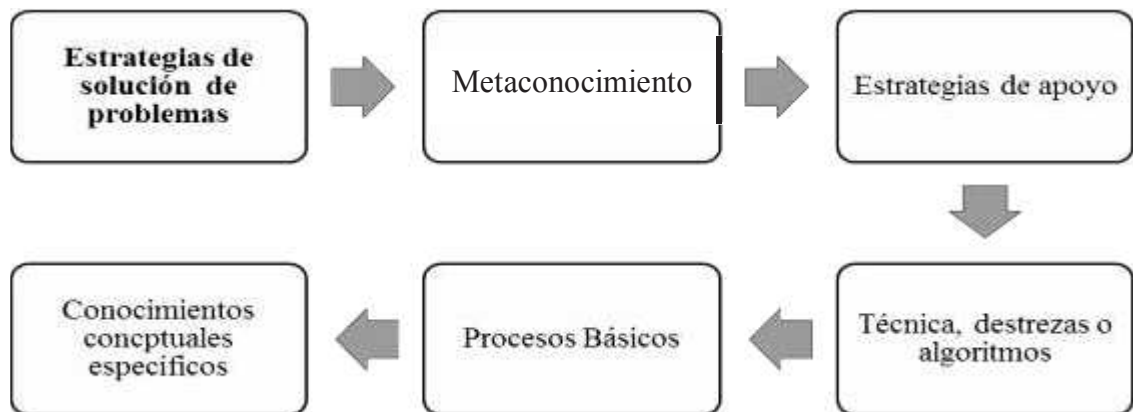 Estrategias de
solución de
problemas
Metaconocimiento
Estrategias de apoyo
Técnica, destrezas o
algoritmos
Procesos Básicos
Conocimientos
concptuales
específicos